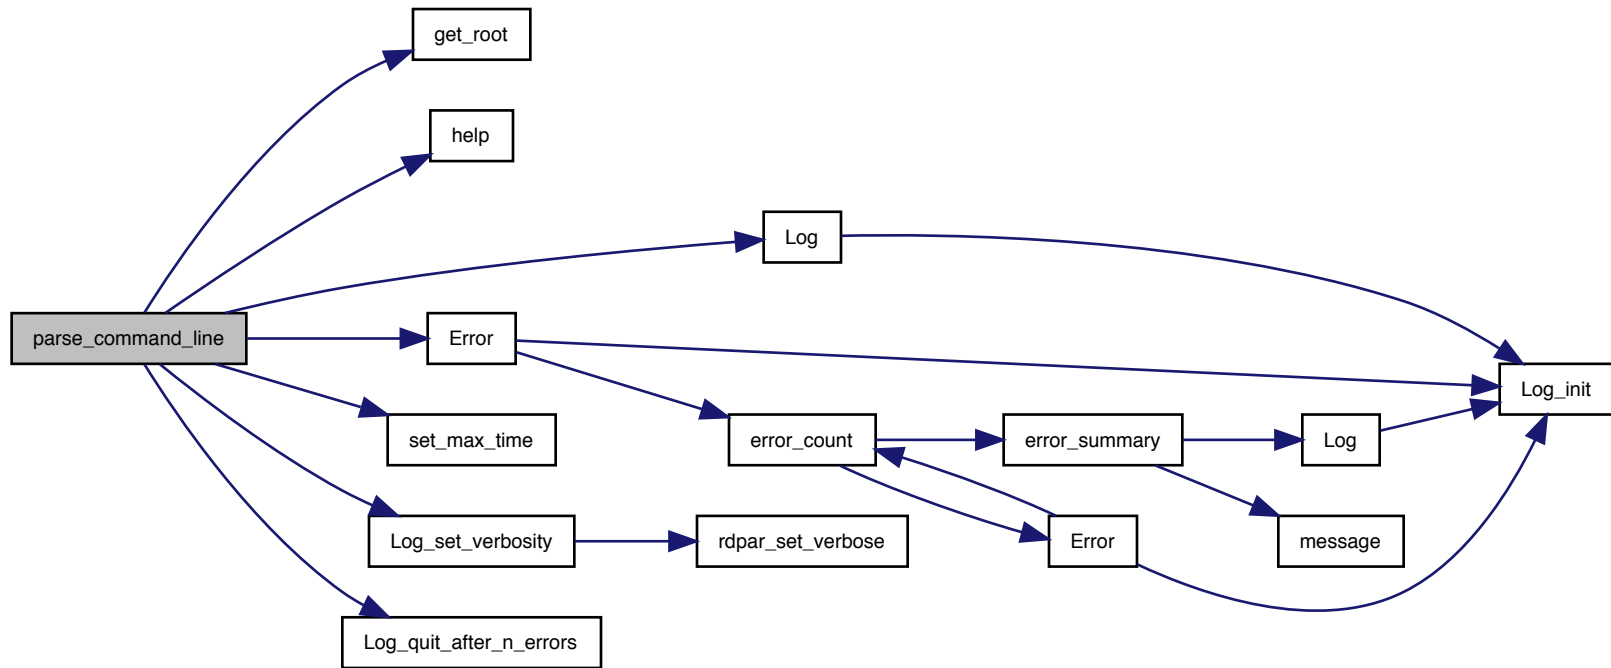 get_root
help
Log
parse_command_line
Error
Log_init
set_max_time
error_count
error_summary
Log
Log_set_verbosity
rdpar_set_verbose
Error
message
Log_quit_after_n_errors